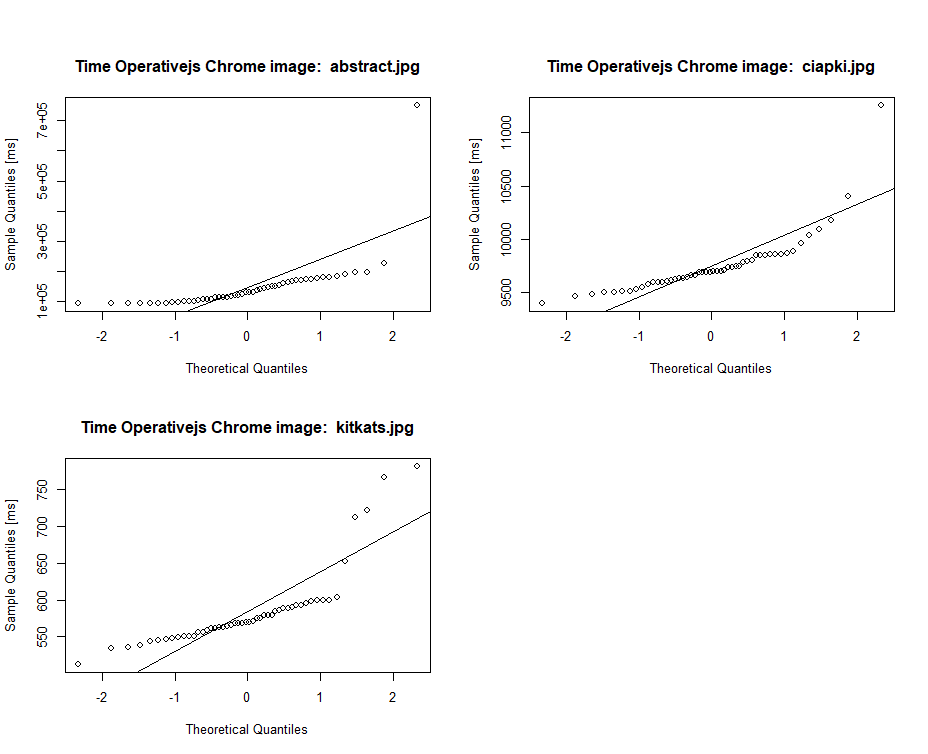 Time Operativejs Chrome image:  abstract.jpg
Sample Quantiles [ms]
7e+05
5e+05
3e+05
1e+05
-2 -1 0 1 2
Theoretical Quantiles
Time Operativejs Chrome image:  ciapki.jpg
Sample Quantiles [ms]
11000
10500
10000
9500
-2 -1 0 1 2
Theoretical Quantiles
Time Operativejs Chrome image:  kitkats.jpg
Sample Quantiles [ms]
750
700
650
600
550
-2 -1 0 1 2
Theoretical Quantiles